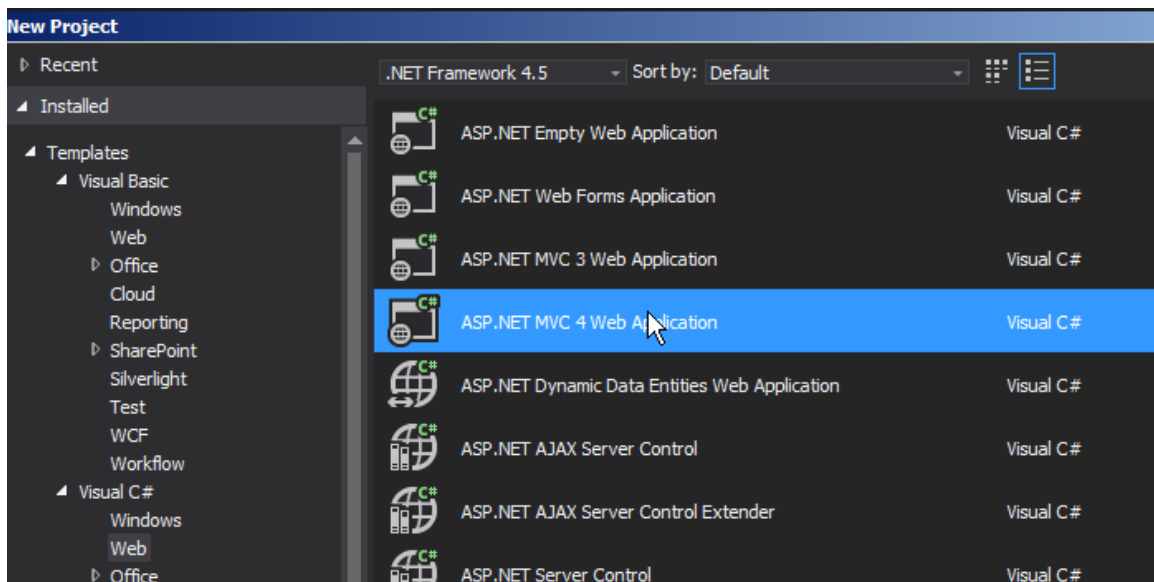 New Project
Recent
Installed
Templates
Visual Basic
Windows
Web
Office
Cloud
Reporting
SharePoint
Silverlight
Test
WCF
Workflow
Visual C#
Windows
Web
Office
.NET Framework 4.5 Sort by: Default
C# ASP.NET Empty Web Application Visual C#
C# ASP.NET Web Forms Application Visual C#
C# ASP.NET MVC 3 Web Application Visual C#
C# ASP.NET MVC 4 Web Application Visual C#
C# ASP.NET Dynamic Data Entities Web Application Visual C#
C# ASP.NET AJAX Server Control Visual C#
C# ASP.NET AJAX Server Control Extender Visual C#
C# ASP.NET Server Control Visual C#